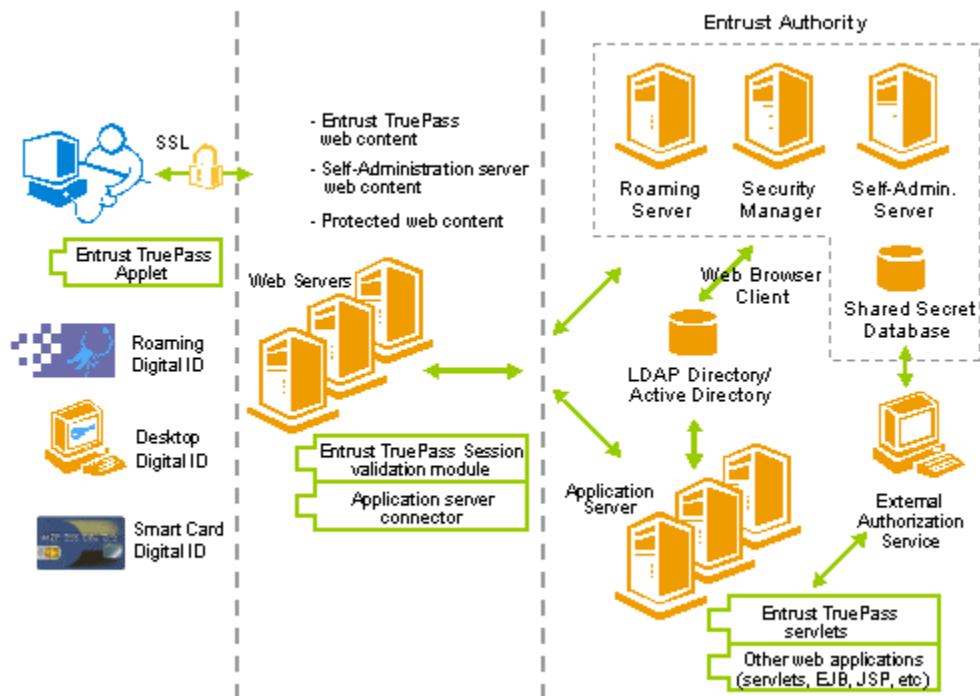 Entrust Authority
SSL
- Entrust TruePass
web content
- Self-Administration server
web content
- Protected web content
Roaming
Server
Security
Manager
Self-Admin.
Server
Entrust TruePass
Applet
Web Servers
Web Browser
Client
Shared Secret
Database
Roaming
Digital ID
LDAP Directory/
Active Directory
Desktop
Digital ID
Entrust TruePass Session
validation module
Application server
connector
Application
Server
External
Authorization
Service
Smart Card
Digital ID
Entrust TruePass
servlets
Other web applications
(servlets, EJB, JSP, etc)